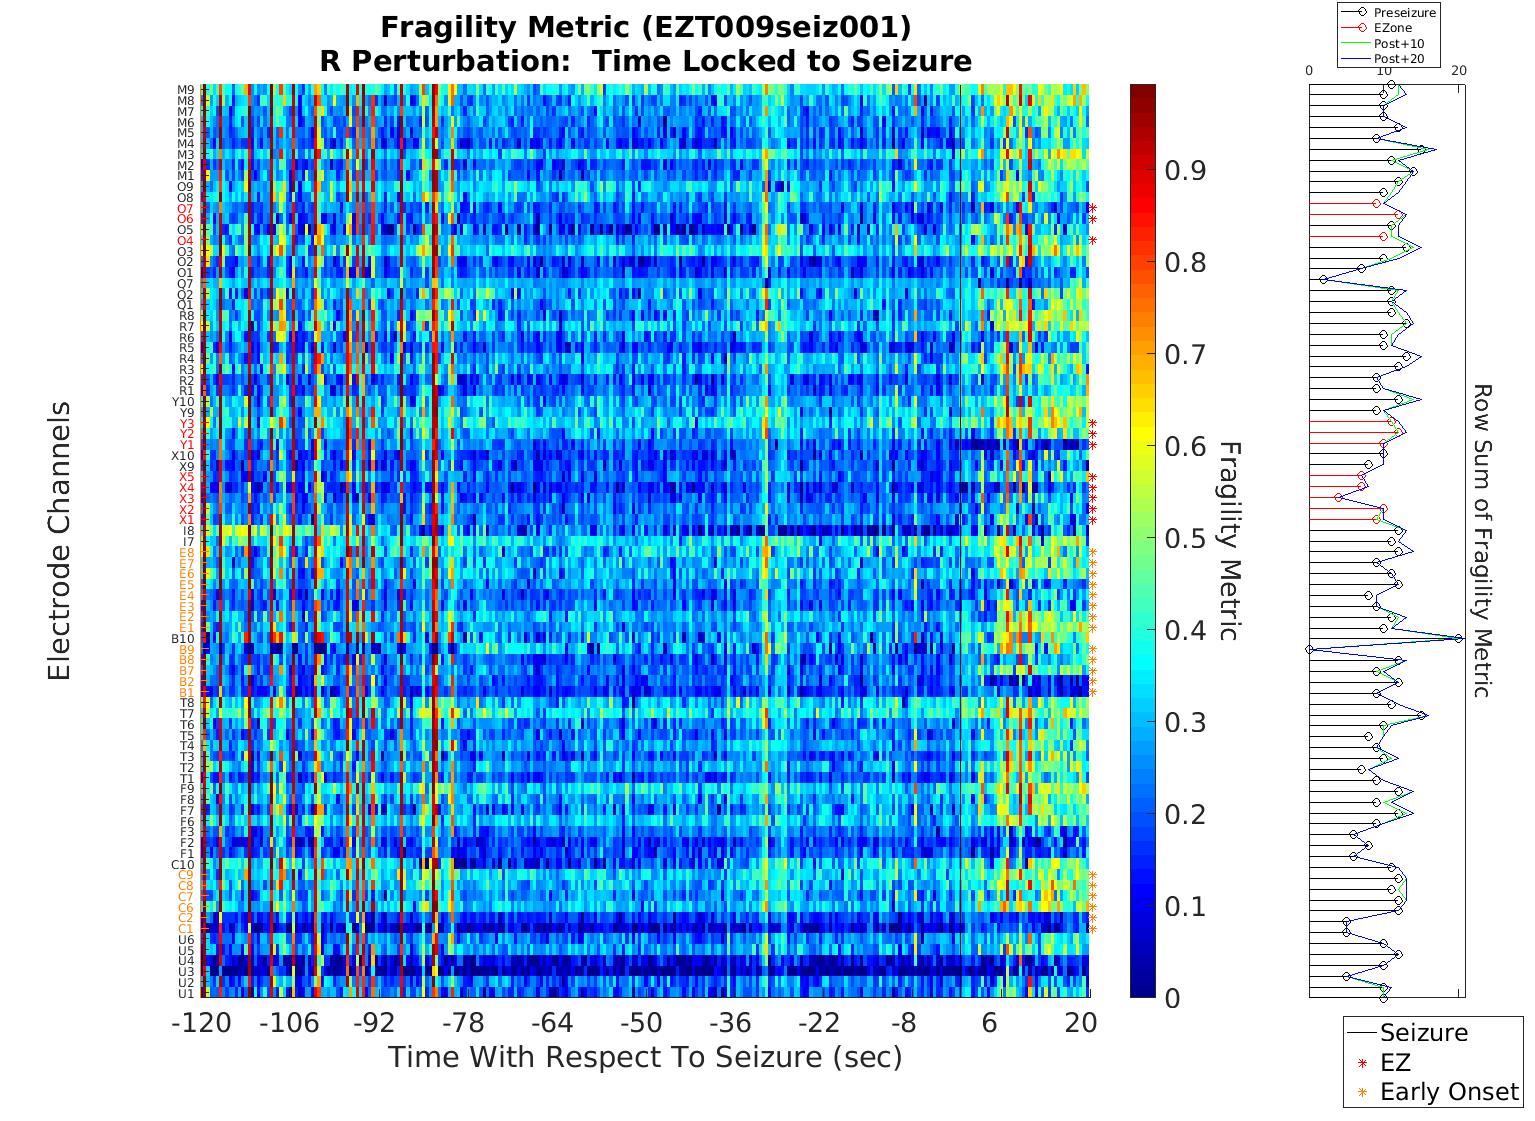 Fragility Metric (EZT009seiz001)
R Perturbation: Time Locked to Seizure
Preseizure
EZone
Post+10
Post+20
0 10 20
M9
M8
M7
M6
M5
M4
M3
M2
M1
O9
O8
O7
O6
O5
O4
O3
O2
O1
Q7
Q2
Q1
R8
R7
R6
R5
R4
R3
R2
R1
Y10
Y9
Y3
Y2
Y1
X10
X9
X5
X4
X3
X2
X1
I8
I7
E8
E7
E6
E5
E4
E3
E2
E1
B10
B9
B8
B7
B2
B1
T8
T7
T6
T5
T4
T3
T2
T1
F9
F8
F7
F6
F3
F2
F1
C10
C9
C8
C7
C6
C2
C1
U6
U5
U4
U3
U2
U1
Electrode Channels
-120 -106 -92 -78 -64 -50 -36 -22 -8 6 20
Time With Respect To Seizure (sec)
0.9
0.8
0.7
0.6
0.5
0.4
0.3
0.2
0.1
0
Fragility Metric
Row Sum of Fragility Metric
Seizure
EZ
Early Onset